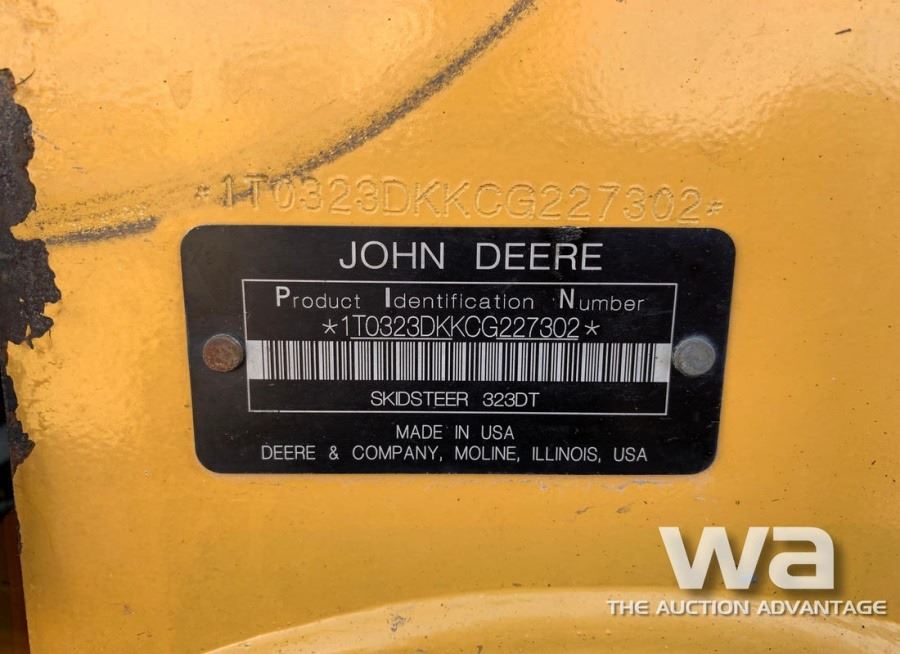 *1T0323DKKCG227302*
JOHN DEERE
Product Identification Number
*1T0323DKKCG227302*
SKIDSTEER 323DT
MADE IN USA
DEERE & COMPANY, MOLINE, ILLINOIS, USA
wa
THE AUCTION ADVANTAGE